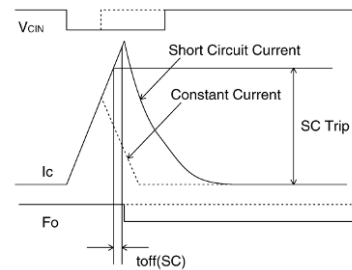 VCIN
Short Circuit Current
Constant Current
SC Trip
Ic
Fo
toff(SC)